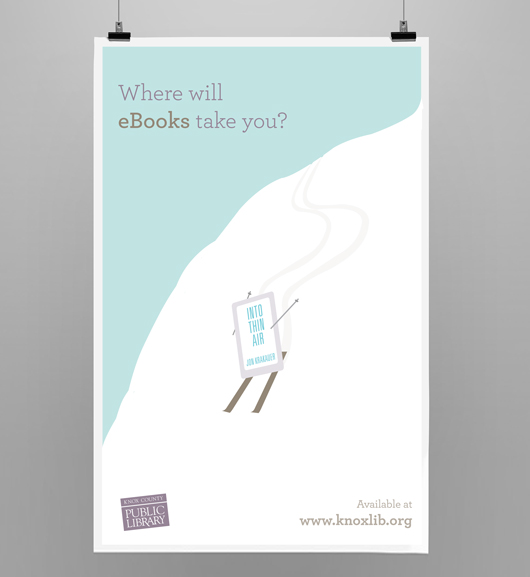 Where will
eBooks take you?
INTO
THIN
AIR
JON KRAKAUER
KNOX COUNTY
PUBLIC
LIBRARY
Available at
www.knoxlib.org